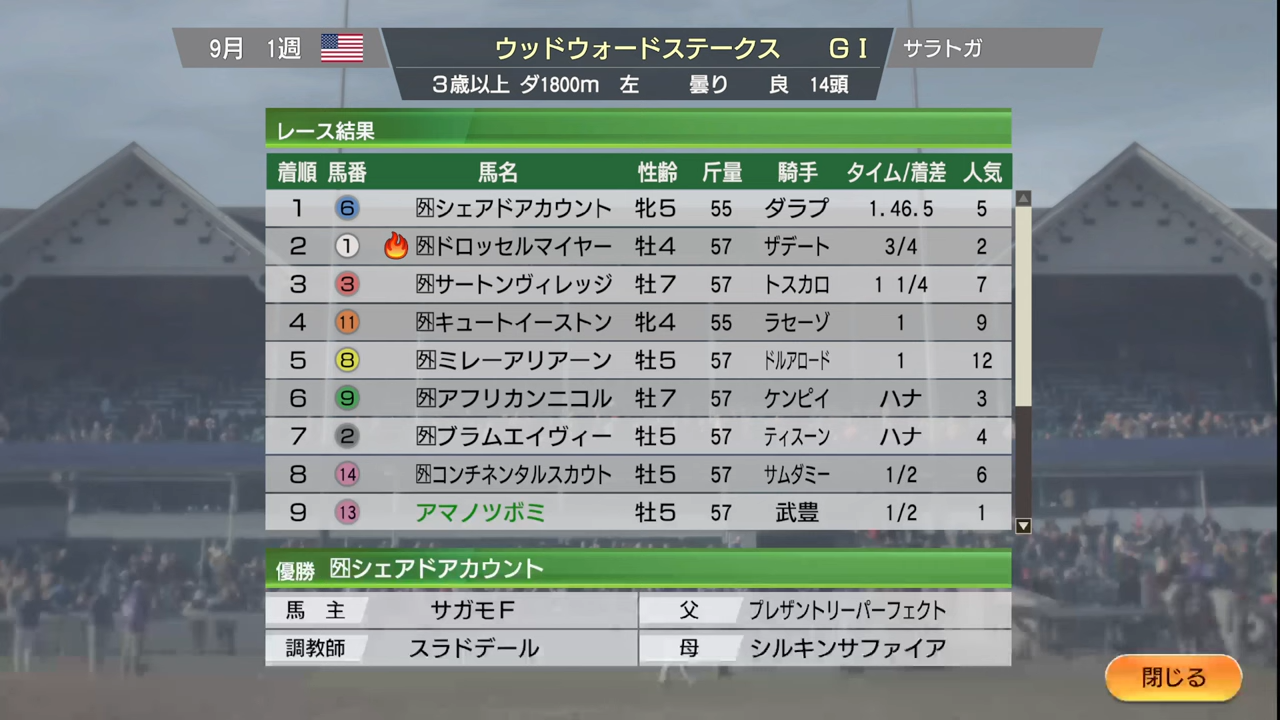 9月 1週 ウッドウォードステークス GⅠ サラトガ
3歳以上 ダ1800m 左 曇り 良 14頭
レース結果
着順 馬番 馬名 性齢 斤量 騎手 タイム/着差 人気
1 6 外シェアドアカウント 牝5 55 ダラプ 1.46.5 5
2 1 外ドロッセルマイヤー 牡4 57 ザデート 3/4 2
3 3 外サートンヴィレッジ 牡7 57 トスカロ 1 1/4 7
4 11 外キュートイーストン 牝4 55 ラセーゾ 1 9
5 8 外ミレーアリアーン 牡5 57 ドルアロード 1 12
6 9 外アフリカンニコル 牡7 57 ケンピイ ハナ 3
7 2 外ブラムエイヴィー 牡5 57 ティスーン ハナ 4
8 14 外コンチネンタルスカウト 牡5 57 サムダミー 1/2 6
9 13 アマノツボミ 牡5 57 武豊 1/2 1
優勝 外シェアドアカウント
馬主 サガモF 父 プレザントリーパーフェクト
調教師 スラドデール 母 シルキンサファイア
閉じる